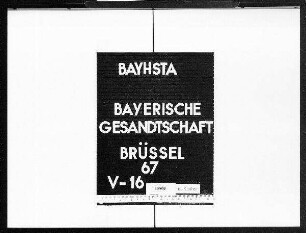 BAYHSTA
BAYERISCHE
GESANDTSCHAFT
BRÜSSEL
67
V-16